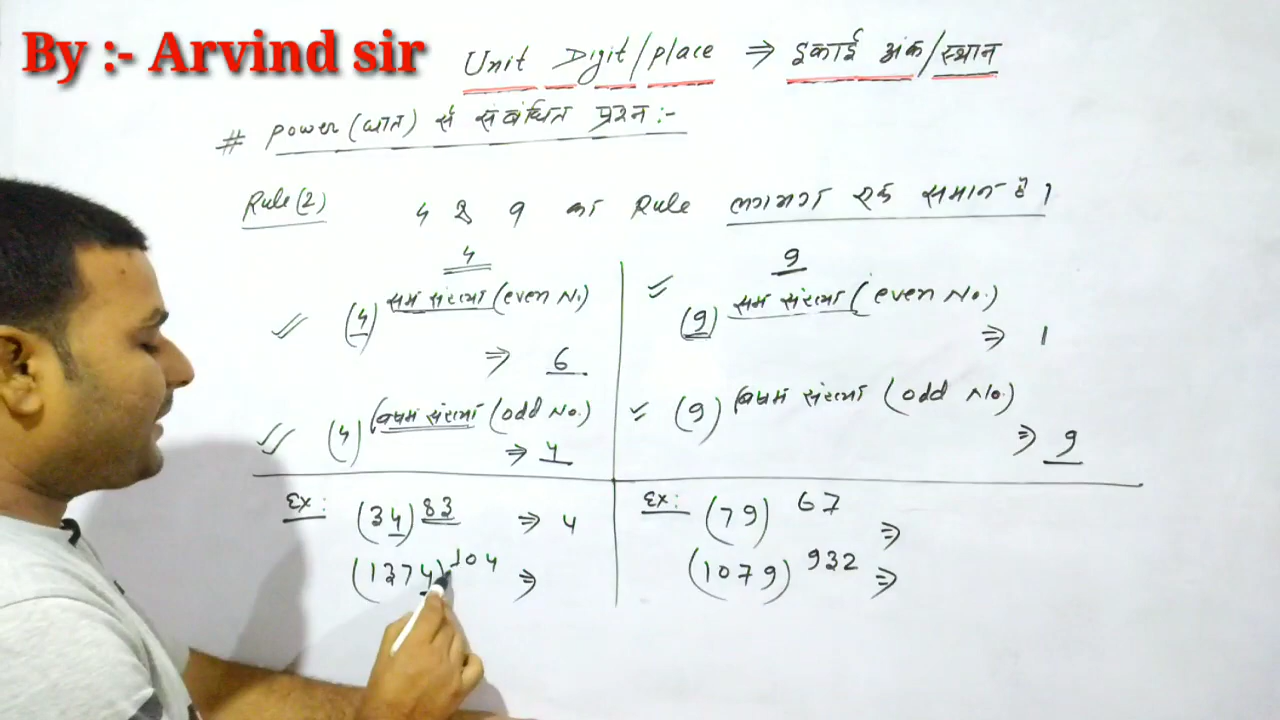 By :- Arvind sir
Unit Digit/place ⇒ इकाई अंक/स्थान
# power(घात) से संबंधित प्रश्न:-
Rule(2) 4 & 9 का Rule लगभग एक समान है।
4
(4) सम संख्या (even No.)
⇒ 6
(4) विषम संख्या (odd No.)
⇒ 4
9
(9) सम संख्या (even No.)
⇒ 1
(9) विषम संख्या (odd No.)
⇒ 9
Ex: (34) 83 ⇒ 4
(1374) 104 ⇒
Ex: (79) 67 ⇒
(1079) 932 ⇒